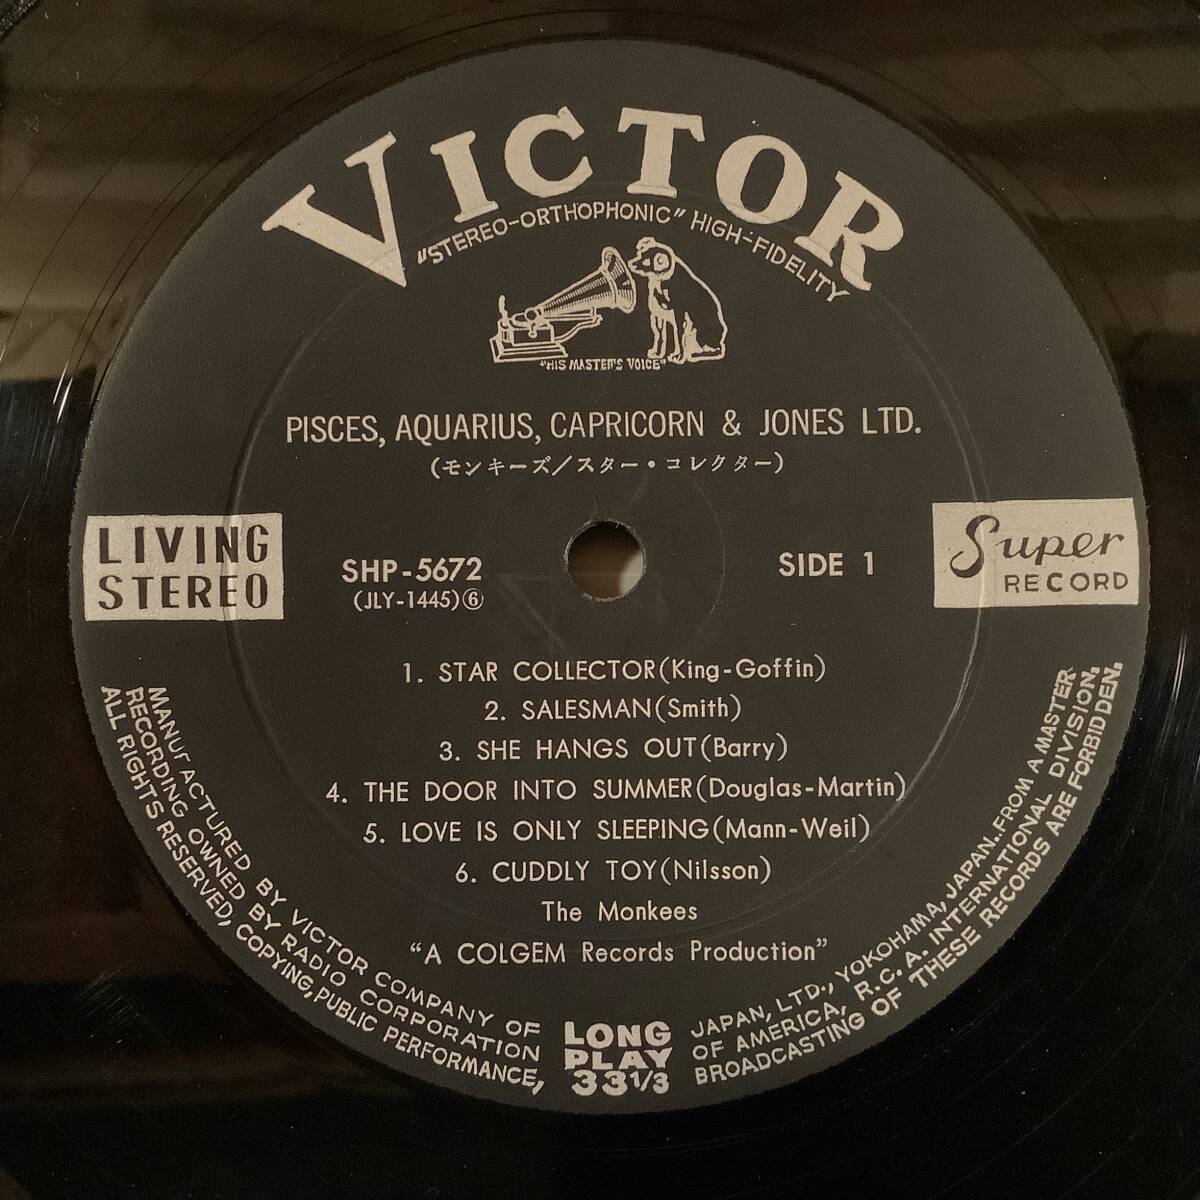 VICTOR
"STEREO-ORTHOPHONIC" HIGH-FIDELITY
"HIS MASTER'S VOICE"
PISCES, AQUARIUS, CAPRICORN & JONES LTD.
(モンキーズ/スター・コレクター)
LIVING
STEREO
SHP-5672
(JLY-1445)⑥
SIDE 1
Super
RECORD
1. STAR COLLECTOR(King-Goffin)
2. SALESMAN(Smith)
3. SHE HANGS OUT(Barry)
4. THE DOOR INTO SUMMER(Douglas-Martin)
5. LOVE IS ONLY SLEEPING(Mann-Weil)
6. CUDDLY TOY(Nilsson)
The Monkees
"A COLGEM Records Production"
MANUFACTURED BY VICTOR COMPANY OF JAPAN, LTD., YOKOHAMA, JAPAN. FROM A MASTER
RECORDING OWNED BY RADIO CORPORATION OF AMERICA, R.C.A. INTERNATIONAL DIVISION.
ALL RIGHTS RESERVED, COPYING, PUBLIC PERFORMANCE, BROADCASTING OF THESE RECORDS ARE FORBIDDEN.
LONG
PLAY
33 1/3